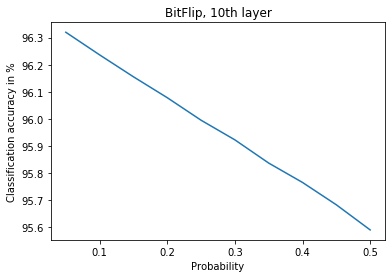 BitFlip, 10th layer
Classification accuracy in %
96.3
96.2
96.1
96.0
95.9
95.8
95.7
95.6
0.1 0.2 0.3 0.4 0.5
Probability